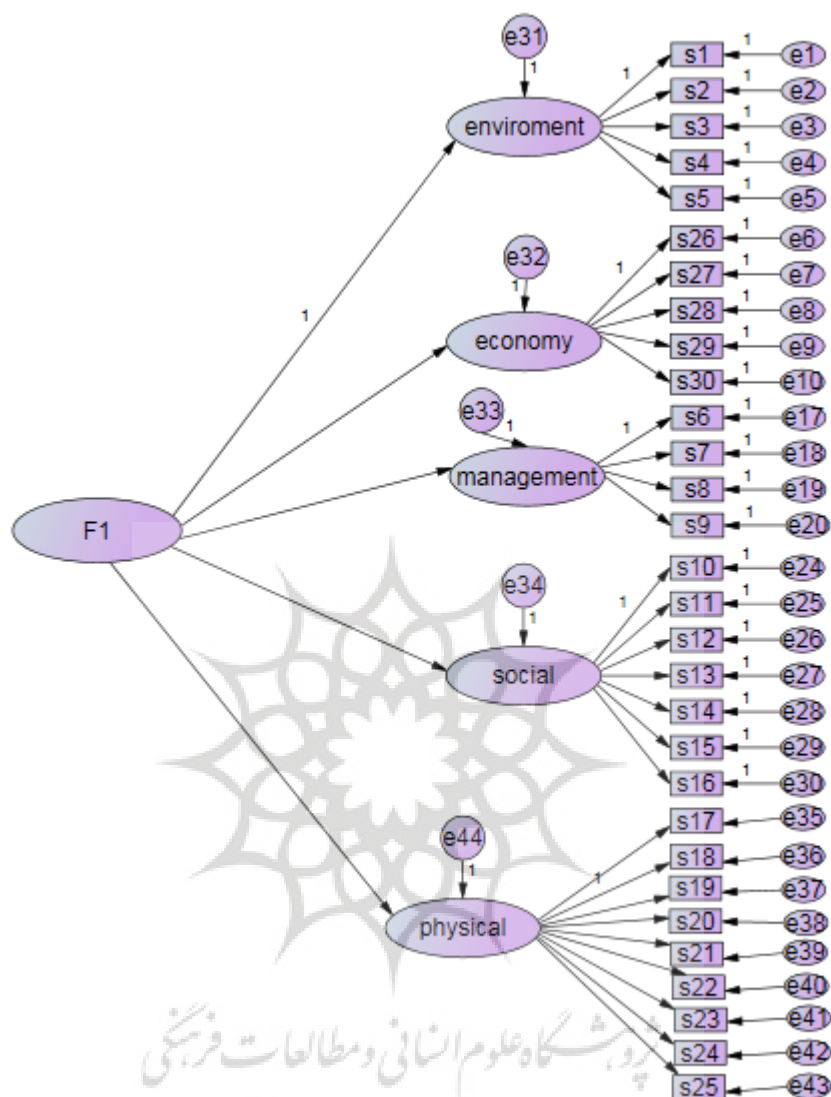 e31
1
1 s1 1 e1
s2 1 e2
enviroment s3 1 e3
s4 1 e4
s5 1 e5
e32
1
1 s26 1 e6
s27 1 e7
1 s28 1 e8
economy s29 1 e9
s30 1 e10
e33
1
1 s6 1 e17
s7 1 e18
management s8 1 e19
s9 1 e20
F1
e34
1
1 s10 1 e24
s11 1 e25
s12 1 e26
social s13 1 e27
s14 1 e28
s15 1 e29
s16 1 e30
e44
1
s17 e35
1 s18 e36
s19 e37
physical s20 e38
s21 e39
s22 e40
s23 e41
s24 e42
s25 e43
پژوهشگاه علوم انسانی و مطالعات فرهنگی